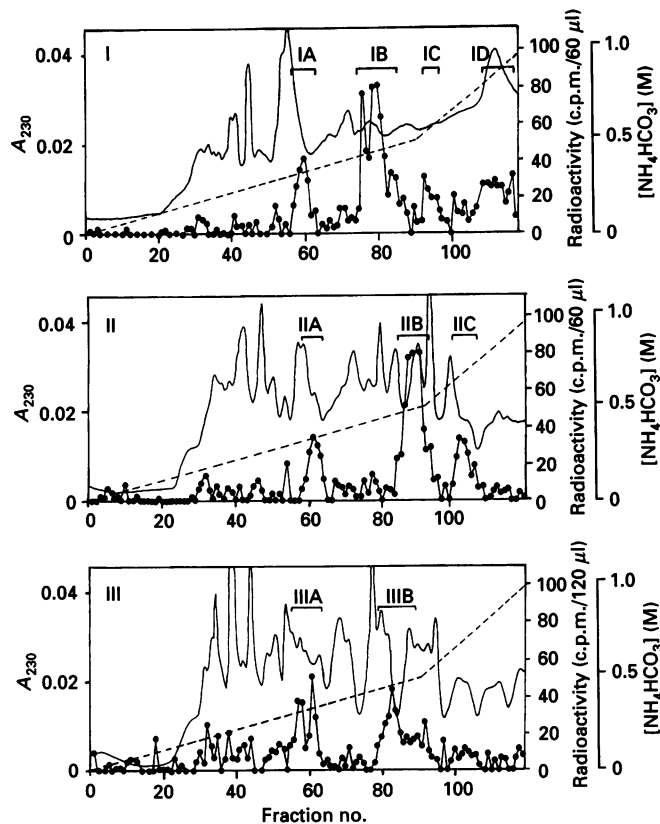 I
IA
IB
IC
ID
0.04
0.02
0
A230
0 20 40 60 80 100
100
80
60
40
20
0
Radioactivity (c.p.m./60 µl)
1.0
0.5
0
[NH4HCO3] (M)
II
IIA
IIB
IIC
0.04
0.02
0
A230
0 20 40 60 80 100
100
80
60
40
20
0
Radioactivity (c.p.m./60 µl)
1.0
0.5
0
[NH4HCO3] (M)
III
IIIA
IIIB
0.04
0.02
0
A230
0 20 40 60 80 100
100
80
60
40
20
0
Radioactivity (c.p.m./120 µl)
1.0
0.5
0
[NH4HCO3] (M)
Fraction no.